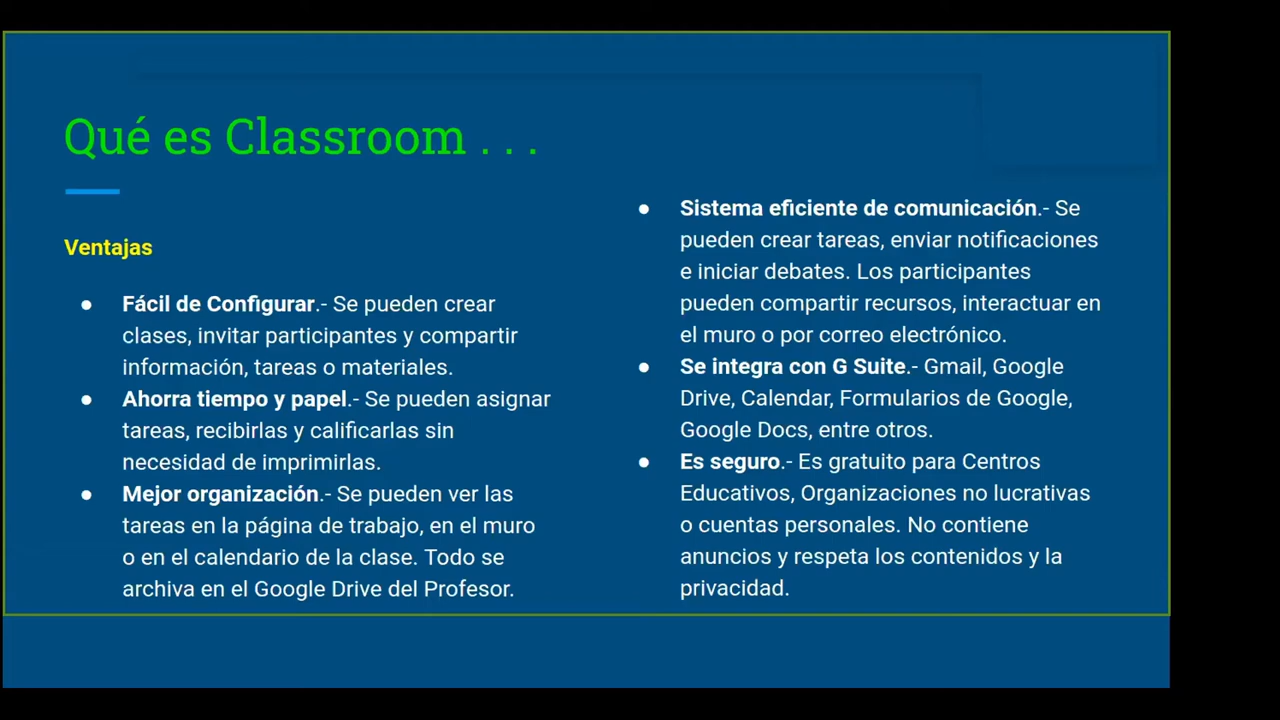 Qué es Classroom . . .
Ventajas
● Fácil de Configurar.- Se pueden crear
clases, invitar participantes y compartir
información, tareas o materiales.
● Ahorra tiempo y papel.- Se pueden asignar
tareas, recibirlas y calificarlas sin
necesidad de imprimirlas.
● Mejor organización.- Se pueden ver las
tareas en la página de trabajo, en el muro
o en el calendario de la clase. Todo se
archiva en el Google Drive del Profesor.
● Sistema eficiente de comunicación.- Se
pueden crear tareas, enviar notificaciones
e iniciar debates. Los participantes
pueden compartir recursos, interactuar en
el muro o por correo electrónico.
● Se integra con G Suite.- Gmail, Google
Drive, Calendar, Formularios de Google,
Google Docs, entre otros.
● Es seguro.- Es gratuito para Centros
Educativos, Organizaciones no lucrativas
o cuentas personales. No contiene
anuncios y respeta los contenidos y la
privacidad.